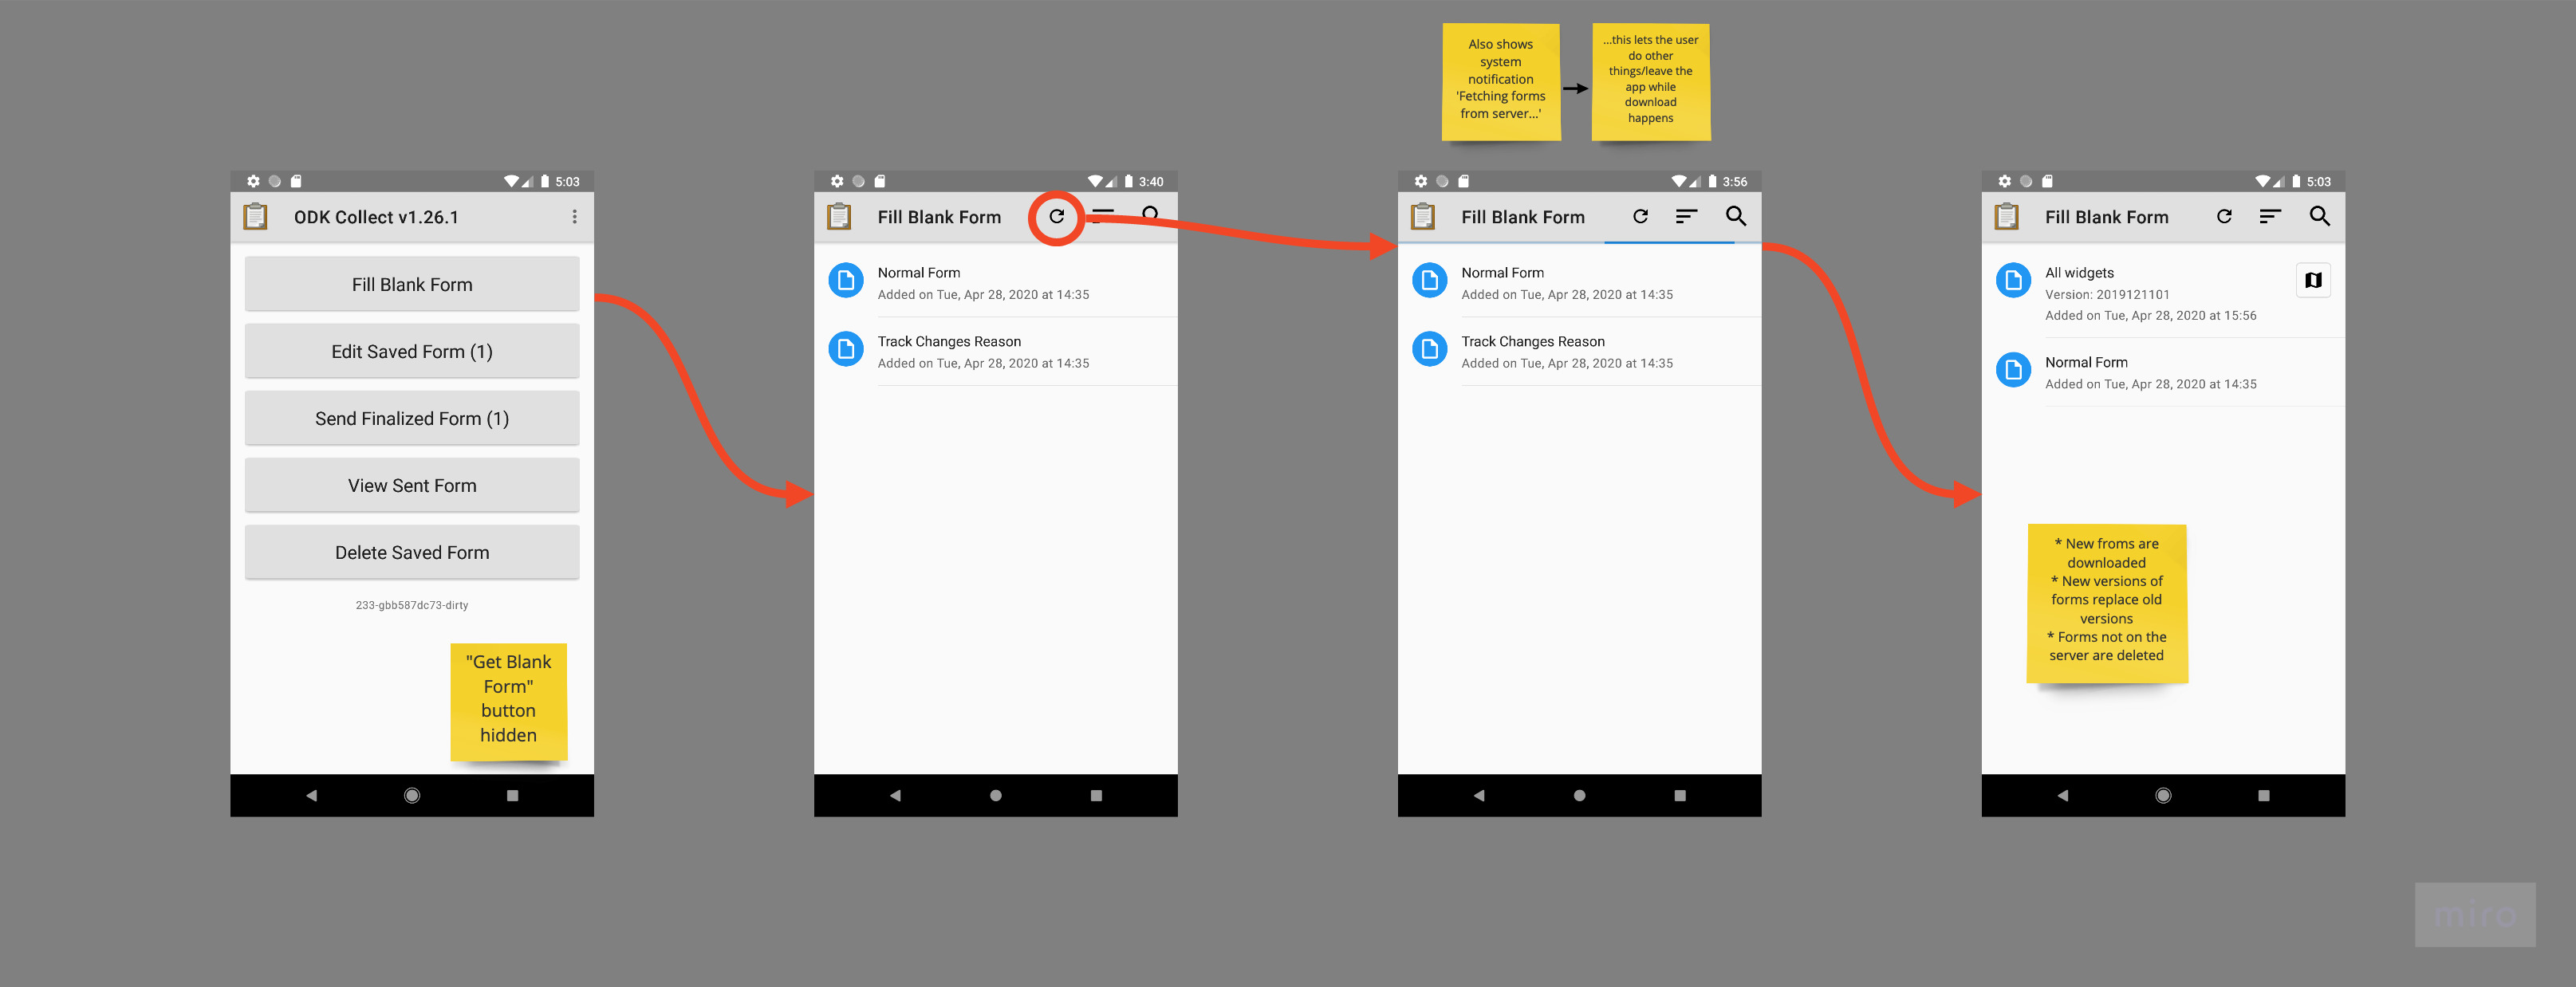 Also shows
system
notification
'Fetching forms
from server...'
...this lets the user
do other
things/leave the
app while
download
happens
5:03
ODK Collect v1.26.1
Fill Blank Form
Edit Saved Form (1)
Send Finalized Form (1)
View Sent Form
Delete Saved Form
233-gbb587dc73-dirty
"Get Blank
Form"
button
hidden
3:40
Fill Blank Form
Normal Form
Added on Tue, Apr 28, 2020 at 14:35
Track Changes Reason
Added on Tue, Apr 28, 2020 at 14:35
3:56
Fill Blank Form
Normal Form
Added on Tue, Apr 28, 2020 at 14:35
Track Changes Reason
Added on Tue, Apr 28, 2020 at 14:35
5:03
Fill Blank Form
All widgets
Version: 2019121101
Added on Tue, Apr 28, 2020 at 15:56
Normal Form
Added on Tue, Apr 28, 2020 at 14:35
* New froms are
downloaded
* New versions of
forms replace old
versions
* Forms not on the
server are deleted
miro